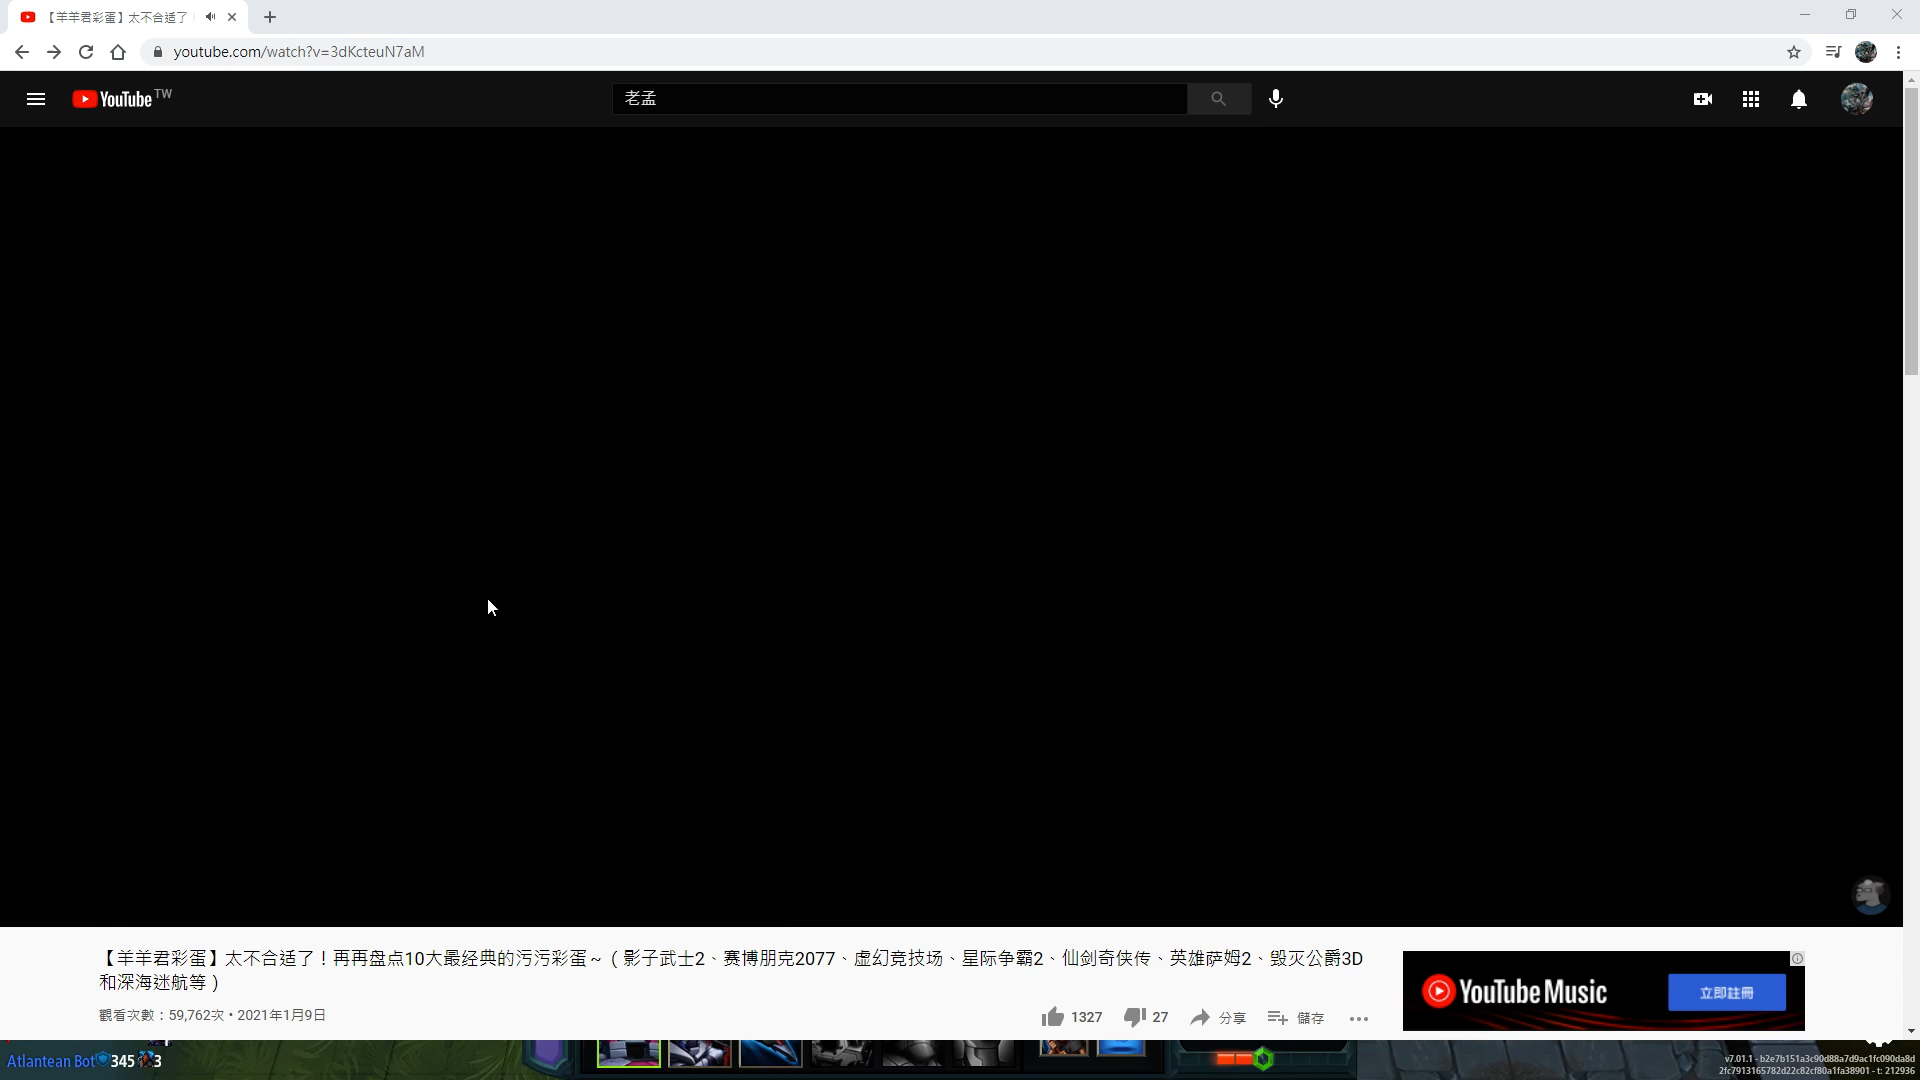 【羊羊君彩蛋】太不合适了
youtube.com/watch?v=3dKcteuN7aM
YouTube TW
老孟
【羊羊君彩蛋】太不合适了！再再盘点10大最经典的污污彩蛋～（影子武士2、赛博朋克2077、虚幻竞技场、星际争霸2、仙剑奇侠传、英雄萨姆2、毁灭公爵3D
和深海迷航等）
觀看次數：59,762次 • 2021年1月9日
1327
27
分享
儲存
YouTube Music
立即註冊
Atlantean Bot 345 3
v7.01.1 - b2e7b151a3c90d88a7d9ac1fc090da8d
2fc7913165782d22c82cf80a1fa38901 - t: 212936